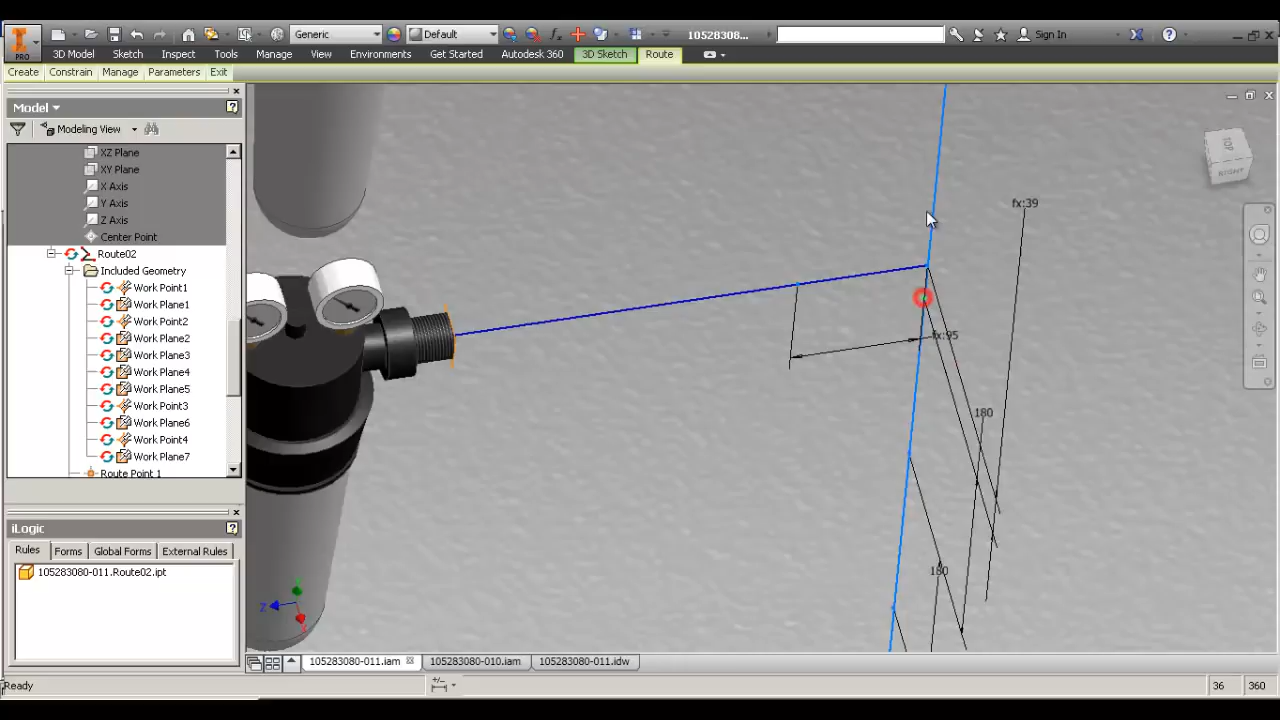 Generic
Default
fx
10528308...
Sign In
PRO
3D Model
Sketch
Inspect
Tools
Manage
View
Environments
Get Started
Autodesk 360
3D Sketch
Route
Create
Constrain
Manage
Parameters
Exit
Model
Modeling View
XZ Plane
XY Plane
X Axis
Y Axis
Z Axis
Center Point
Route02
Included Geometry
Work Point1
Work Plane1
Work Point2
Work Plane2
Work Plane3
Work Plane4
Work Plane5
Work Point3
Work Plane6
Work Point4
Work Plane7
Route Point 1
iLogic
Rules
Forms
Global Forms
External Rules
105283080-011.Route02.ipt
TOP
RIGHT
fx:39
fx:95
180
180
Z
105283080-011.iam
105283080-010.iam
105283080-011.idw
Ready
36
360